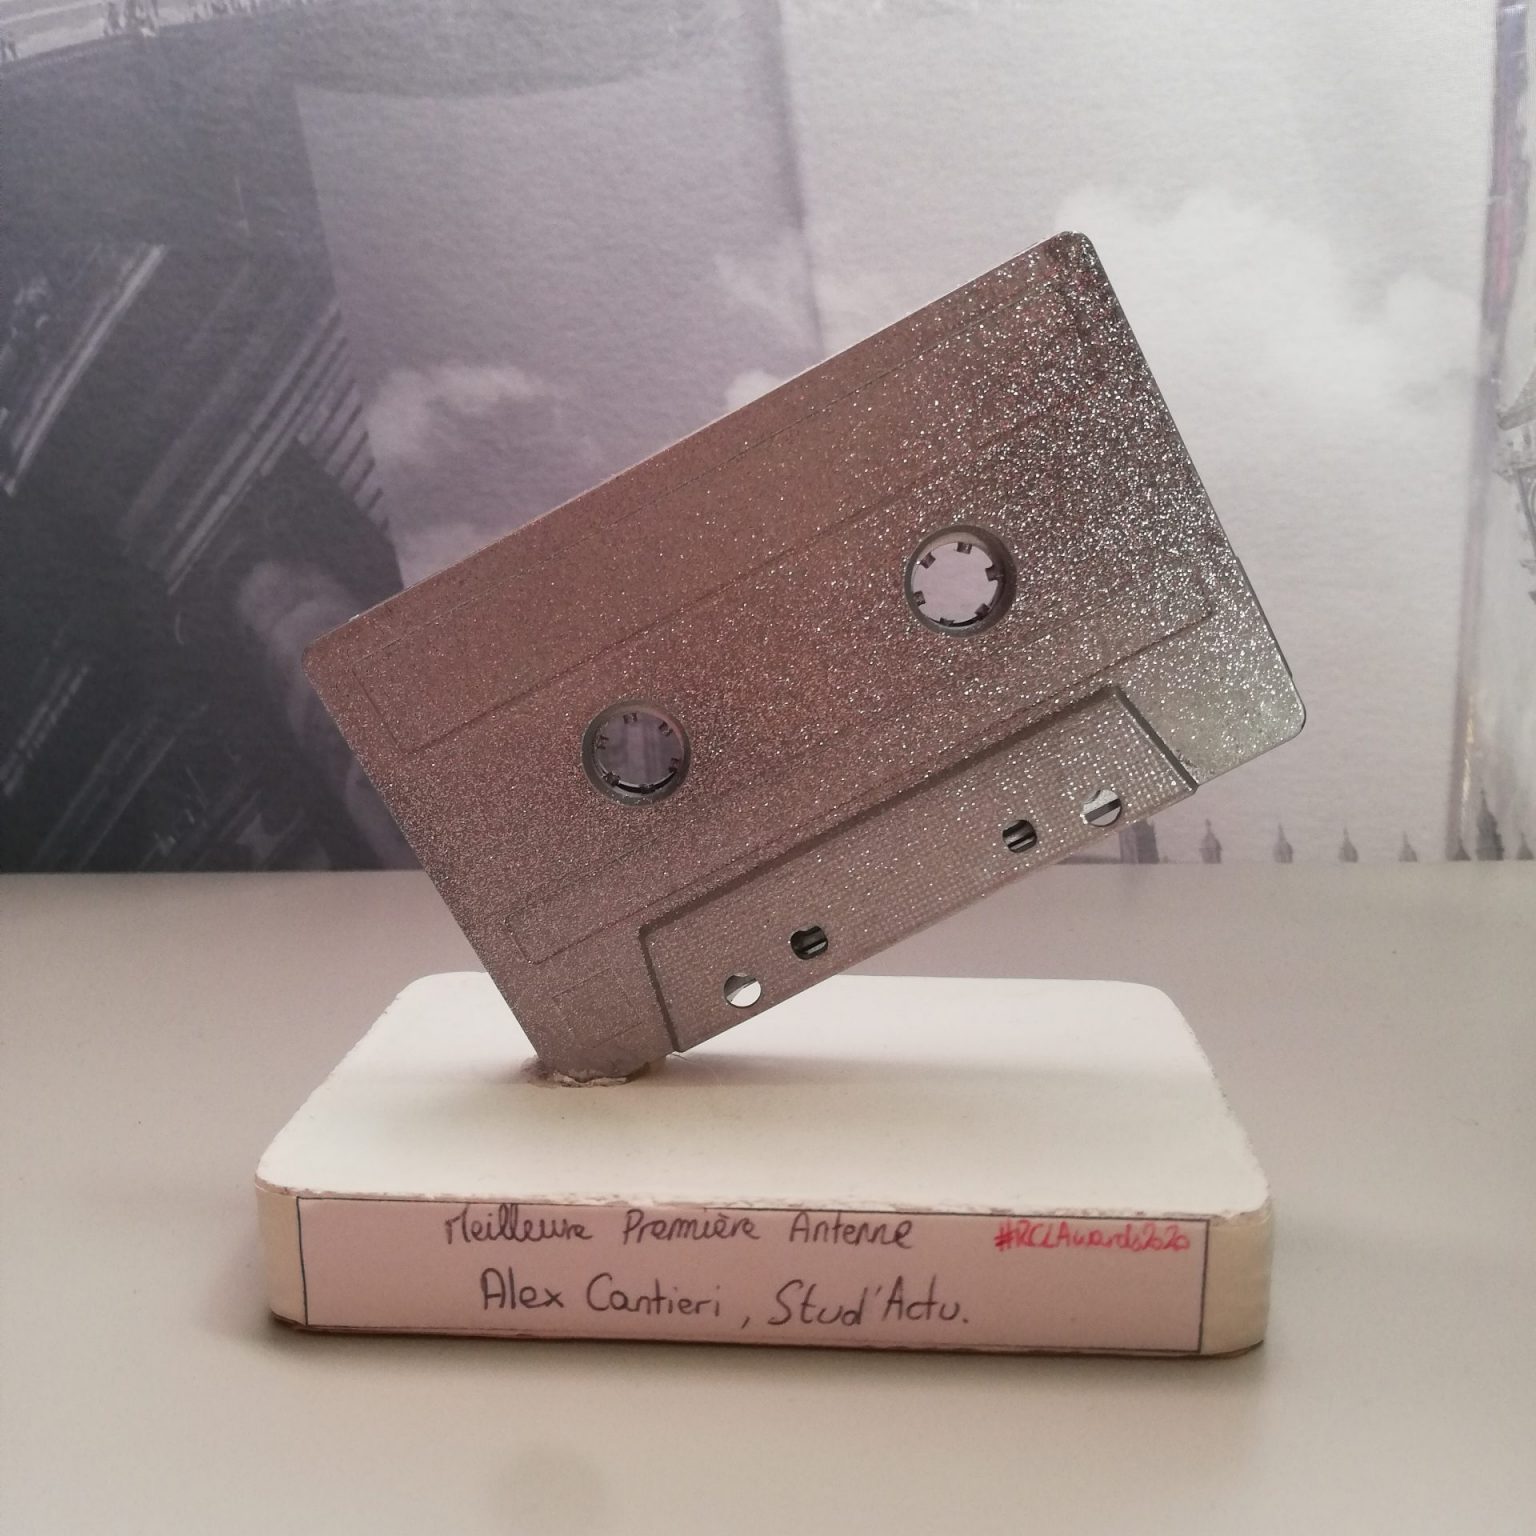 Meilleure Première Antenne #RCLAwards2020
Alex Cantieri, Stud'Actu.